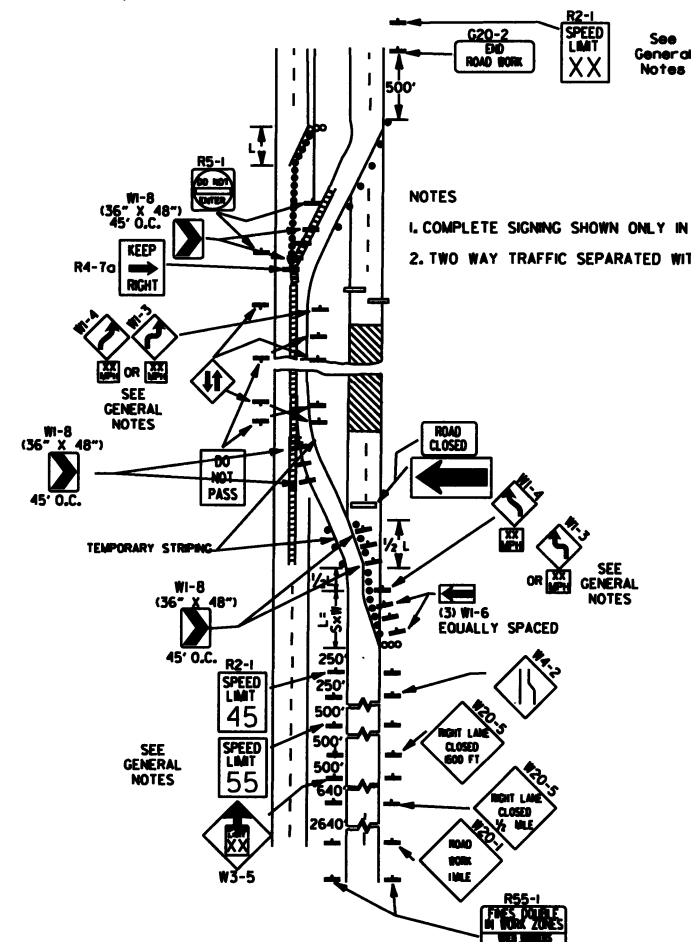 R2-1
SPEED
LIMIT
XX
See
General
Notes
G20-2
END
ROAD WORK
500'
L
R5-1
DO NOT
ENTER
W1-8
(36" X 48")
45' O.C.
NOTES
1. COMPLETE SIGNING SHOWN ONLY IN
2. TWO WAY TRAFFIC SEPARATED WIT
R4-7a
KEEP
RIGHT
W1-4
W1-3
XX
MPH
OR
XX
MPH
SEE
GENERAL
NOTES
W1-8
(36" X 48")
45' O.C.
DO
NOT
PASS
ROAD
CLOSED
W1-4
XX
MPH
W1-3
OR
XX
MPH
SEE
GENERAL
NOTES
TEMPORARY STRIPING
1/2 L
1/2 L
L=
SxW
W1-8
(36" X 48")
45' O.C.
(3) W1-6
EQUALLY SPACED
R2-1
SPEED
LIMIT
45
250'
250'
500'
500'
500'
640'
2640'
W4-2
SEE
GENERAL
NOTES
SPEED
LIMIT
55
W20-5
RIGHT LANE
CLOSED
1500 FT
W20-5
RIGHT LANE
CLOSED
1/2 MILE
XX
W3-5
W20-1
ROAD
WORK
1 MILE
R55-1
FINES DOUBLE
IN WORK ZONES